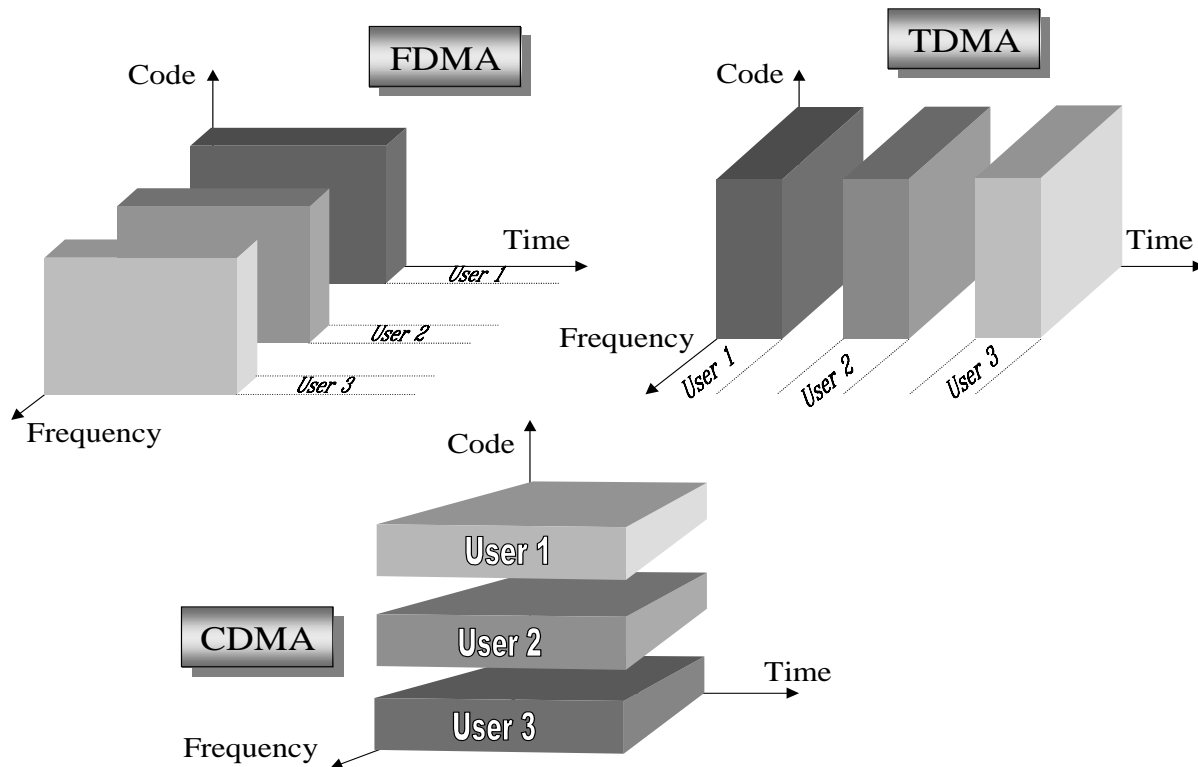 FDMA
Code
Time
User 1
User 2
User 3
Frequency
TDMA
Code
Time
Frequency
User 1
User 2
User 3
Code
CDMA
User 1
User 2
User 3
Time
Frequency